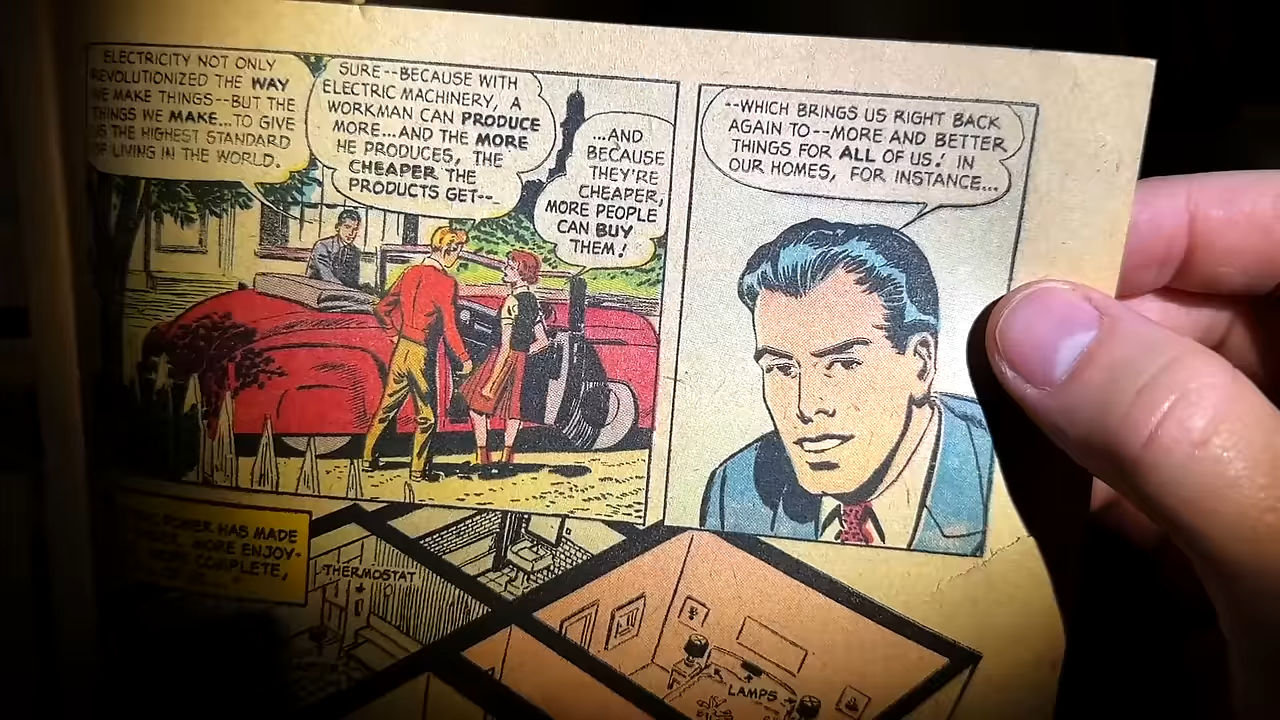 ELECTRICITY NOT ONLY
REVOLUTIONIZED THE WAY
WE MAKE THINGS--BUT THE
THINGS WE MAKE...TO GIVE
US THE HIGHEST STANDARD
OF LIVING IN THE WORLD.
SURE--BECAUSE WITH
ELECTRIC MACHINERY, A
WORKMAN CAN PRODUCE
MORE...AND THE MORE
HE PRODUCES, THE
CHEAPER THE
PRODUCTS GET--
...AND
BECAUSE
THEY'RE
CHEAPER,
MORE PEOPLE
CAN BUY
THEM!
--WHICH BRINGS US RIGHT BACK
AGAIN TO--MORE AND BETTER
THINGS FOR ALL OF US! IN
OUR HOMES, FOR INSTANCE...
POWER HAS MADE
MORE ENJOY-
COMPLETE,
THERMOSTAT
LAMPS